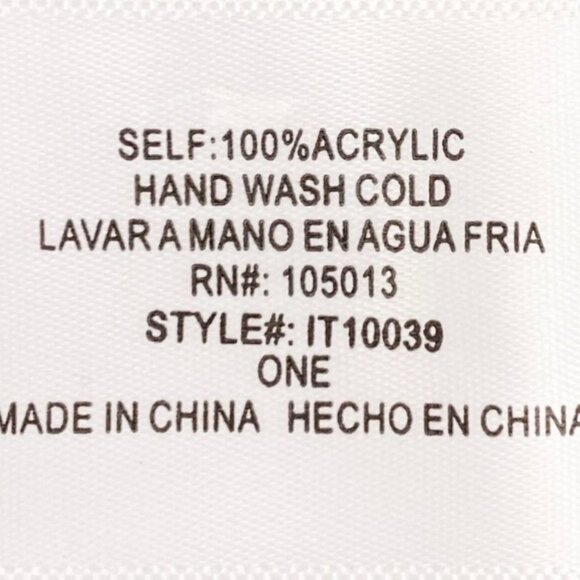 SELF:100%ACRYLIC
HAND WASH COLD
LAVAR A MANO EN AGUA FRIA
RN#: 105013
STYLE#: IT10039
ONE
MADE IN CHINA HECHO EN CHINA